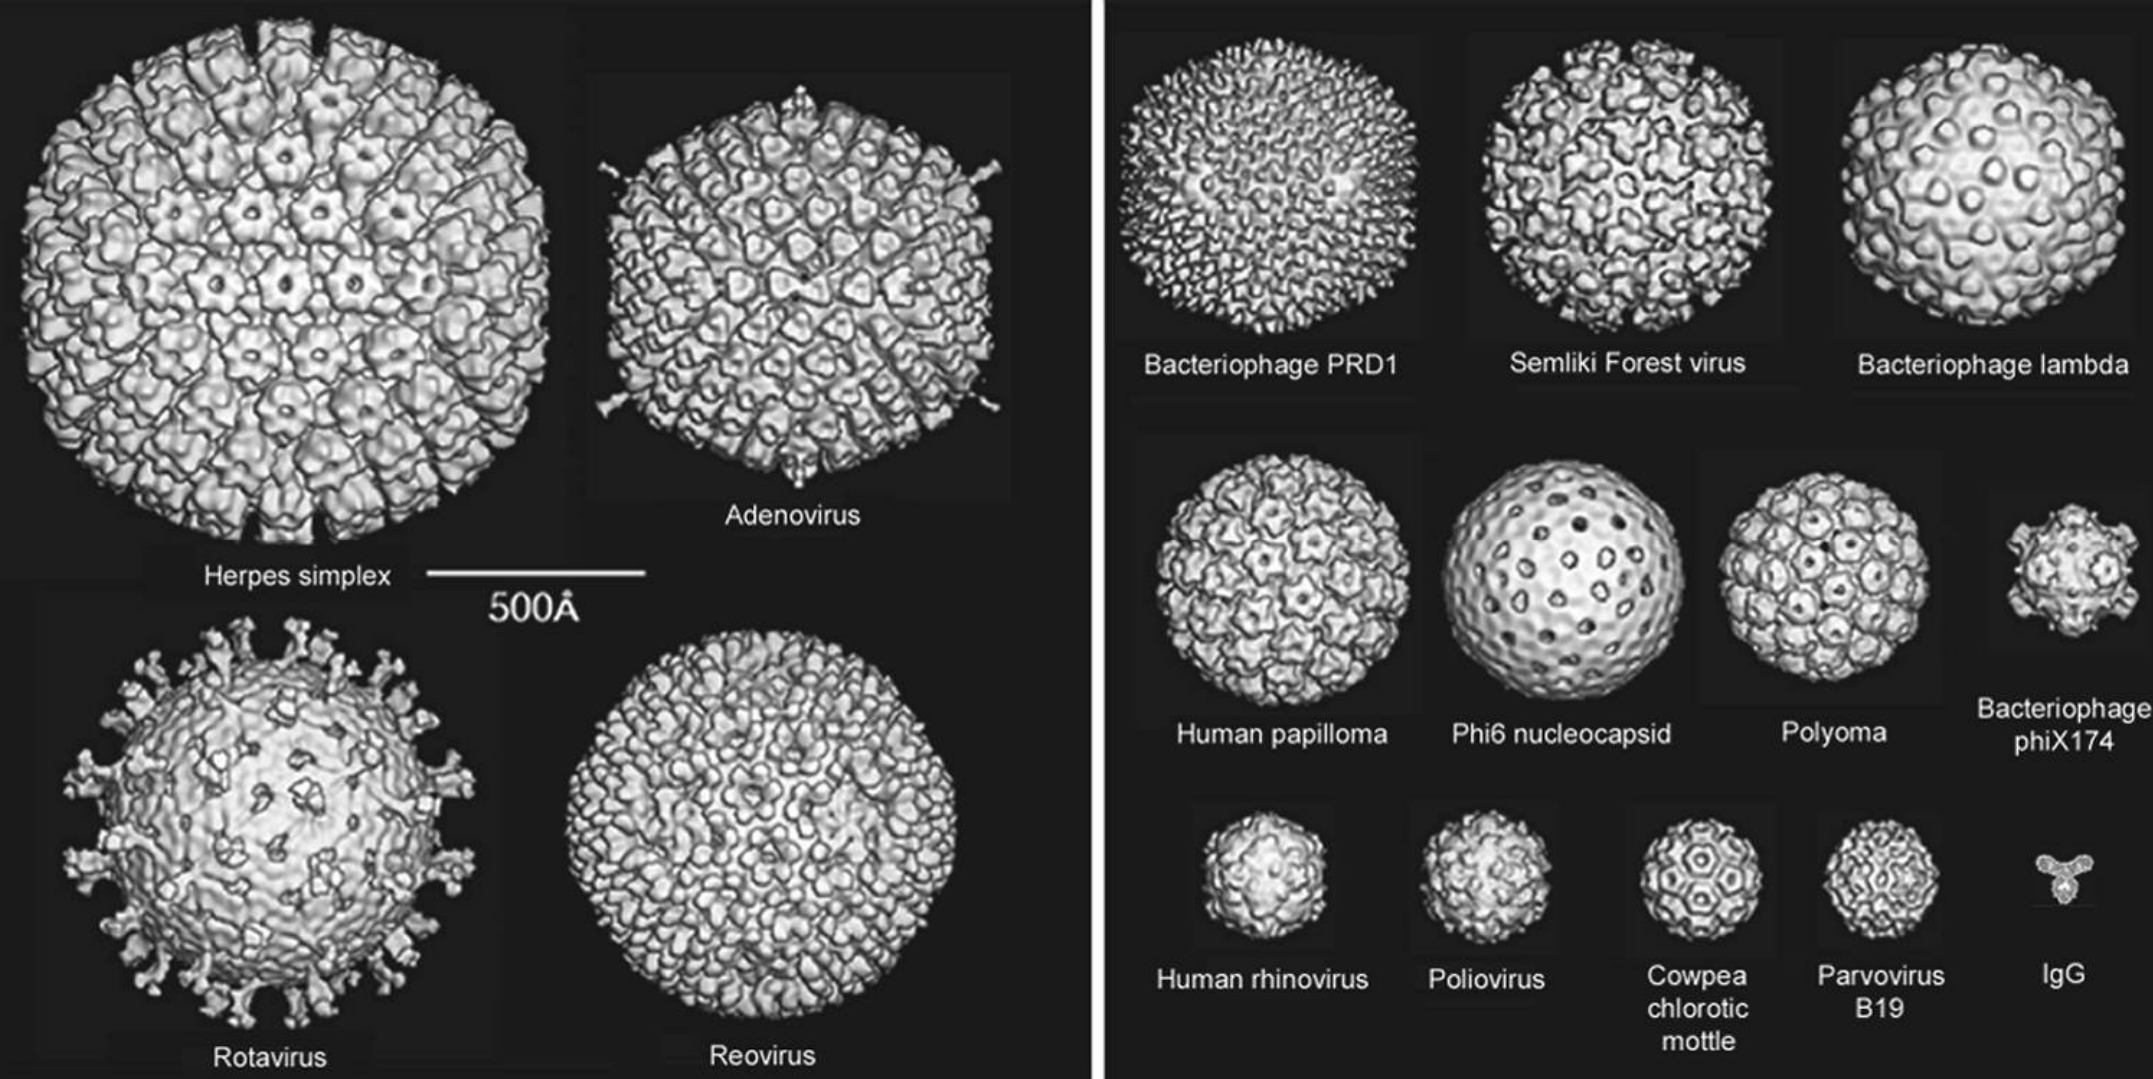 Adenovirus
Herpes simplex
500Å
Rotavirus
Reovirus
Bacteriophage PRD1
Semliki Forest virus
Bacteriophage lambda
Human papilloma
Phi6 nucleocapsid
Polyoma
Bacteriophage
phiX174
Human rhinovirus
Poliovirus
Cowpea
chlorotic
mottle
Parvovirus
B19
IgG